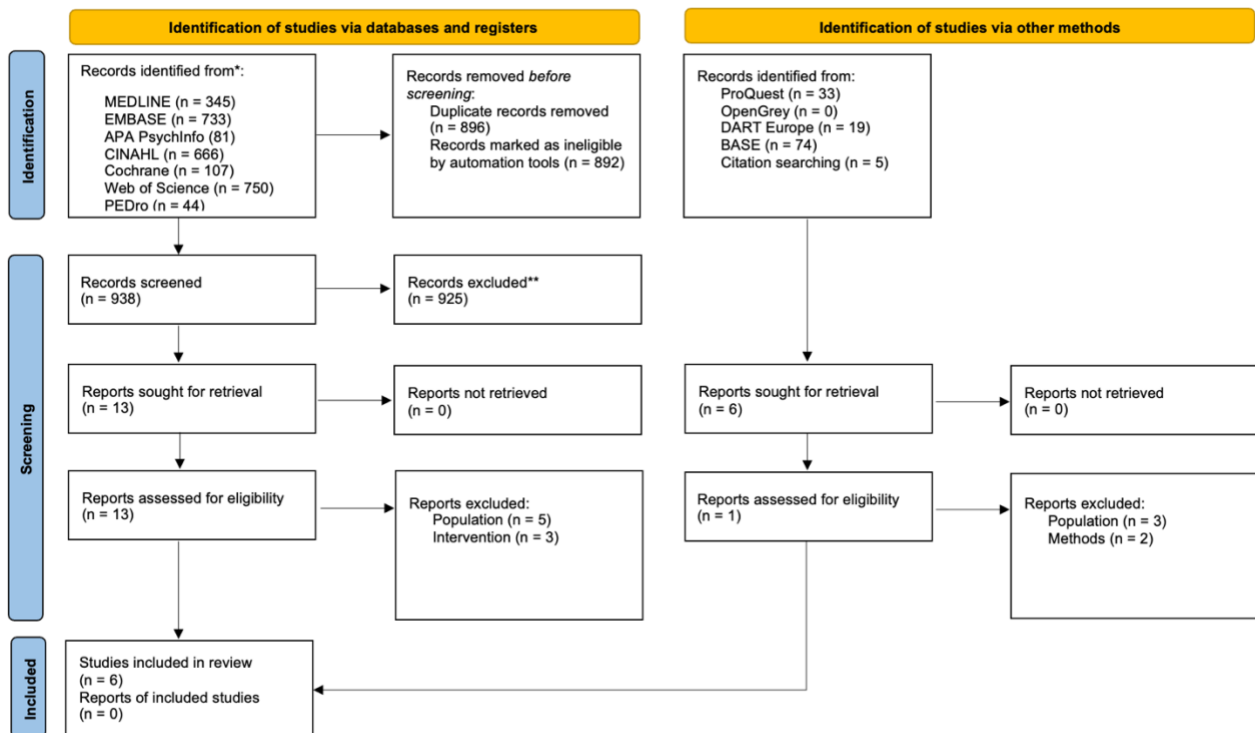 Identification of studies via databases and registers
Identification of studies via other methods
Identification
Records identified from*:
MEDLINE (n = 345)
EMBASE (n = 733)
APA PsychInfo (81)
CINAHL (n = 666)
Cochrane (n = 107)
Web of Science (n = 750)
PEDro (n = 44)
Records removed before
screening:
Duplicate records removed
(n = 896)
Records marked as ineligible
by automation tools (n = 892)
Records identified from:
ProQuest (n = 33)
OpenGrey (n = 0)
DART Europe (n = 19)
BASE (n = 74)
Citation searching (n = 5)
Screening
Records screened
(n = 938)
Records excluded**
(n = 925)
Reports sought for retrieval
(n = 13)
Reports not retrieved
(n = 0)
Reports sought for retrieval
(n = 6)
Reports not retrieved
(n = 0)
Reports assessed for eligibility
(n = 13)
Reports excluded:
Population (n = 5)
Intervention (n = 3)
Reports assessed for eligibility
(n = 1)
Reports excluded:
Population (n = 3)
Methods (n = 2)
Included
Studies included in review
(n = 6)
Reports of included studies
(n = 0)